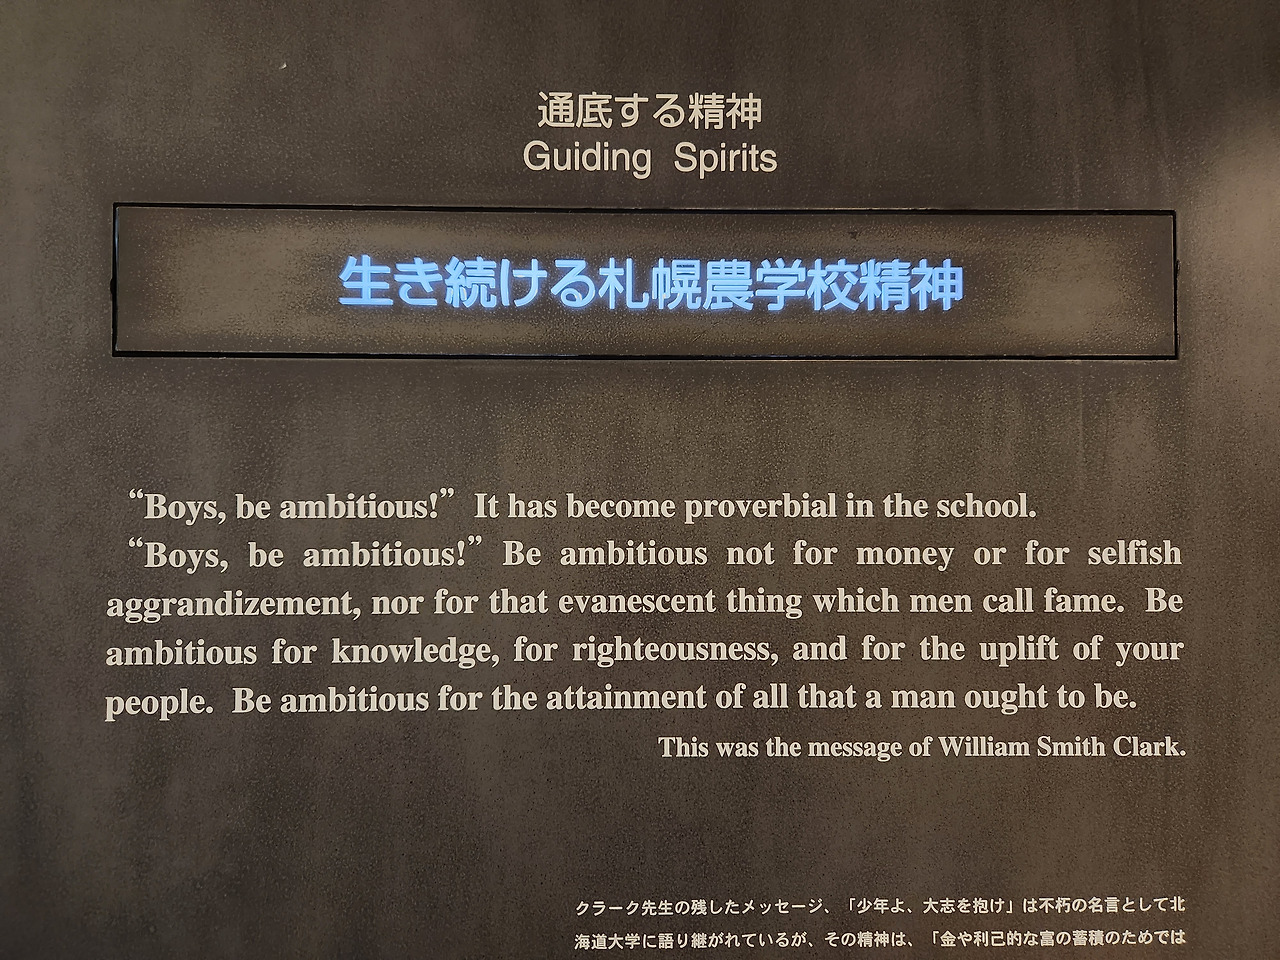 通底する精神
Guiding Spirits
生き続ける札幌農学校精神
“Boys, be ambitious!” It has become proverbial in the school.
“Boys, be ambitious!” Be ambitious not for money or for selfish
aggrandizement, nor for that evanescent thing which men call fame. Be
ambitious for knowledge, for righteousness, and for the uplift of your
people. Be ambitious for the attainment of all that a man ought to be.
This was the message of William Smith Clark.
クラーク先生の残したメッセージ、「少年よ、大志を抱け」は不朽の名言として北
海道大学に語り継がれているが、その精神は、「金や利己的な富の蓄積のためでは